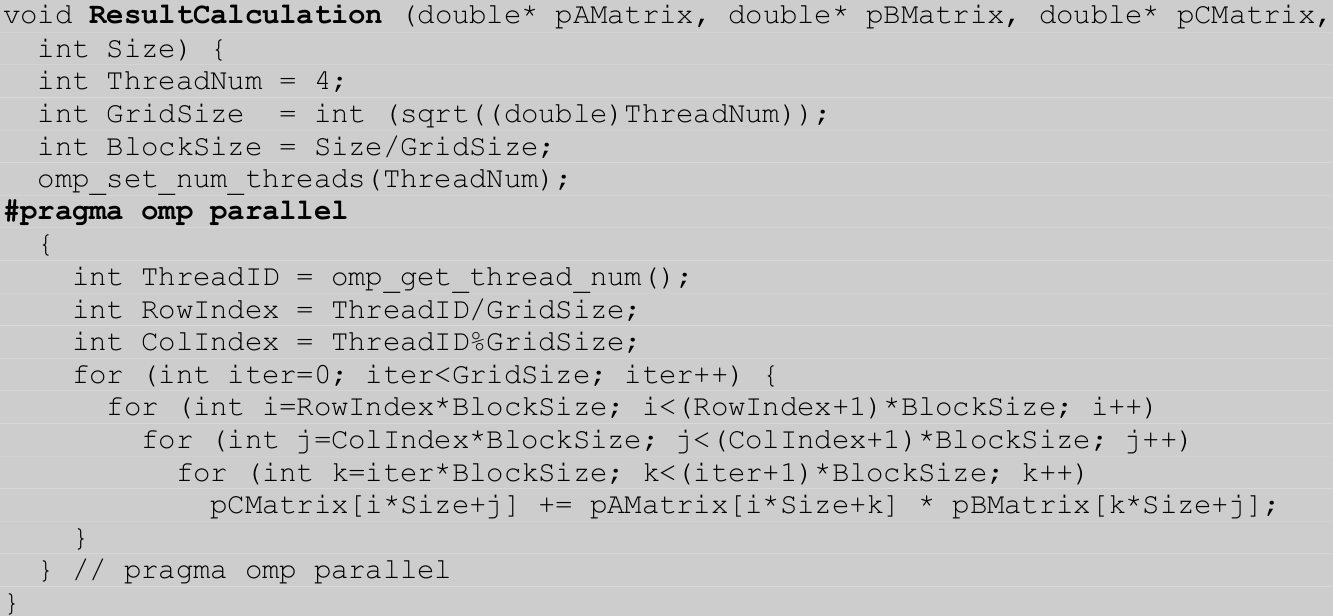 void ResultCalculation (double* pAMatrix, double* pBMatrix, double* pCMatrix,
  int Size) {
  int ThreadNum = 4;
  int GridSize  = int (sqrt((double)ThreadNum));
  int BlockSize = Size/GridSize;
  omp_set_num_threads(ThreadNum);
#pragma omp parallel
  {
    int ThreadID = omp_get_thread_num();
    int RowIndex = ThreadID/GridSize;
    int ColIndex = ThreadID%GridSize;
    for (int iter=0; iter<GridSize; iter++) {
      for (int i=RowIndex*BlockSize; i<(RowIndex+1)*BlockSize; i++)
        for (int j=ColIndex*BlockSize; j<(ColIndex+1)*BlockSize; j++)
          for (int k=iter*BlockSize; k<(iter+1)*BlockSize; k++)
            pCMatrix[i*Size+j] += pAMatrix[i*Size+k] * pBMatrix[k*Size+j];
    }
  } // pragma omp parallel
}